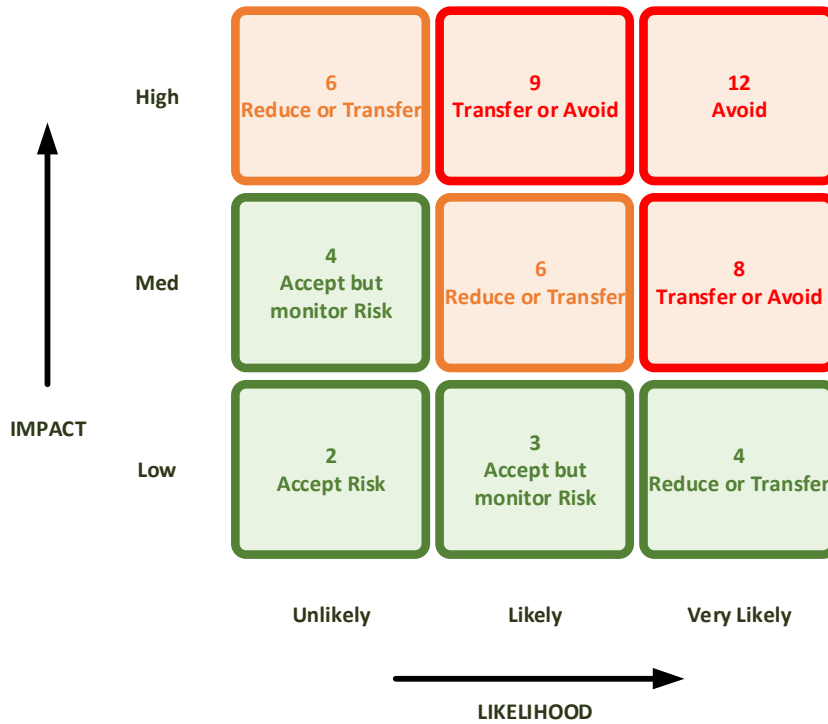 High
6
Reduce or Transfer
9
Transfer or Avoid
12
Avoid
Med
4
Accept but
monitor Risk
6
Reduce or Transfer
8
Transfer or Avoid
IMPACT
Low
2
Accept Risk
3
Accept but
monitor Risk
4
Reduce or Transfer
Unlikely
Likely
Very Likely
LIKELIHOOD